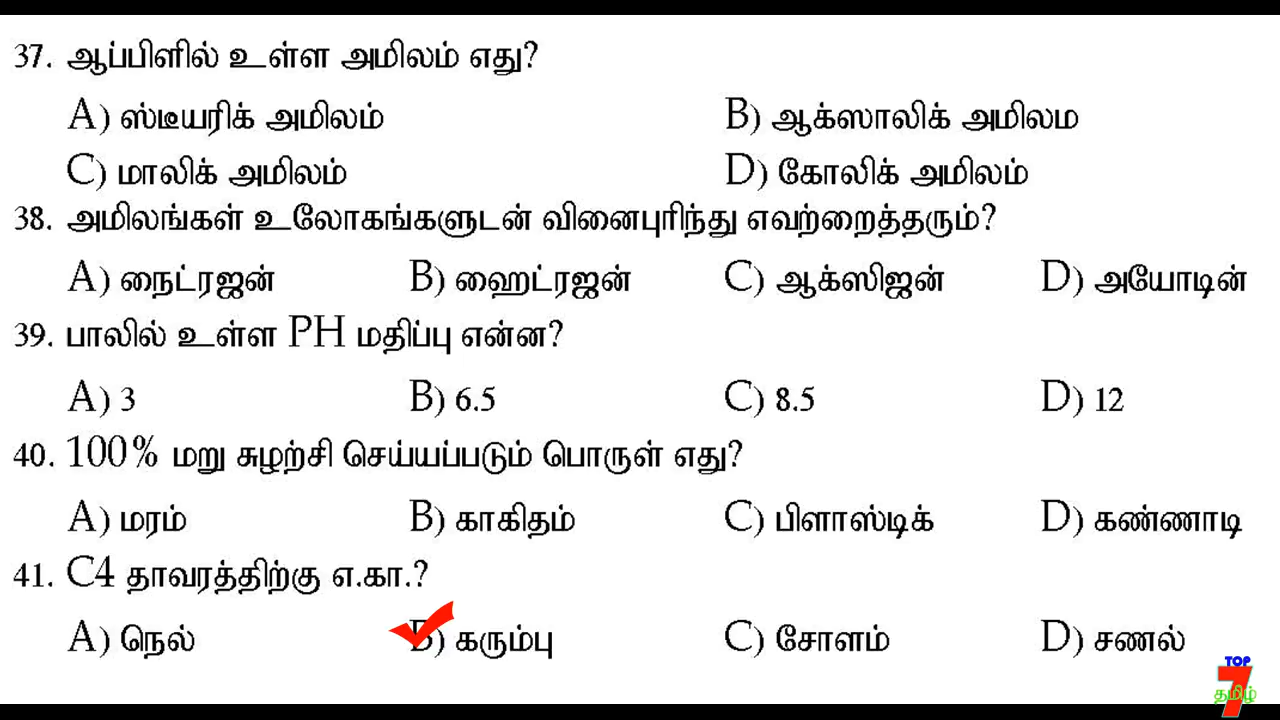 37. ஆப்பிளில் உள்ள அமிலம் எது?
A) ஸ்டீயரிக் அமிலம் B) ஆக்ஸாலிக் அமிலம
C) மாலிக் அமிலம் D) கோலிக் அமிலம்
38. அமிலங்கள் உலோகங்களுடன் வினைபுரிந்து எவற்றைத்தரும்?
A) நைட்ரஜன் B) ஹைட்ரஜன் C) ஆக்ஸிஜன் D) அயோடின்
39. பாலில் உள்ள PH மதிப்பு என்ன?
A) 3 B) 6.5 C) 8.5 D) 12
40. 100% மறு சுழற்சி செய்யப்படும் பொருள் எது?
A) மரம் B) காகிதம் C) பிளாஸ்டிக் D) கண்ணாடி
41. C4 தாவரத்திற்கு எ.கா.?
A) நெல் B) கரும்பு C) சோளம் D) சணல்
TOP
7
தமிழ்